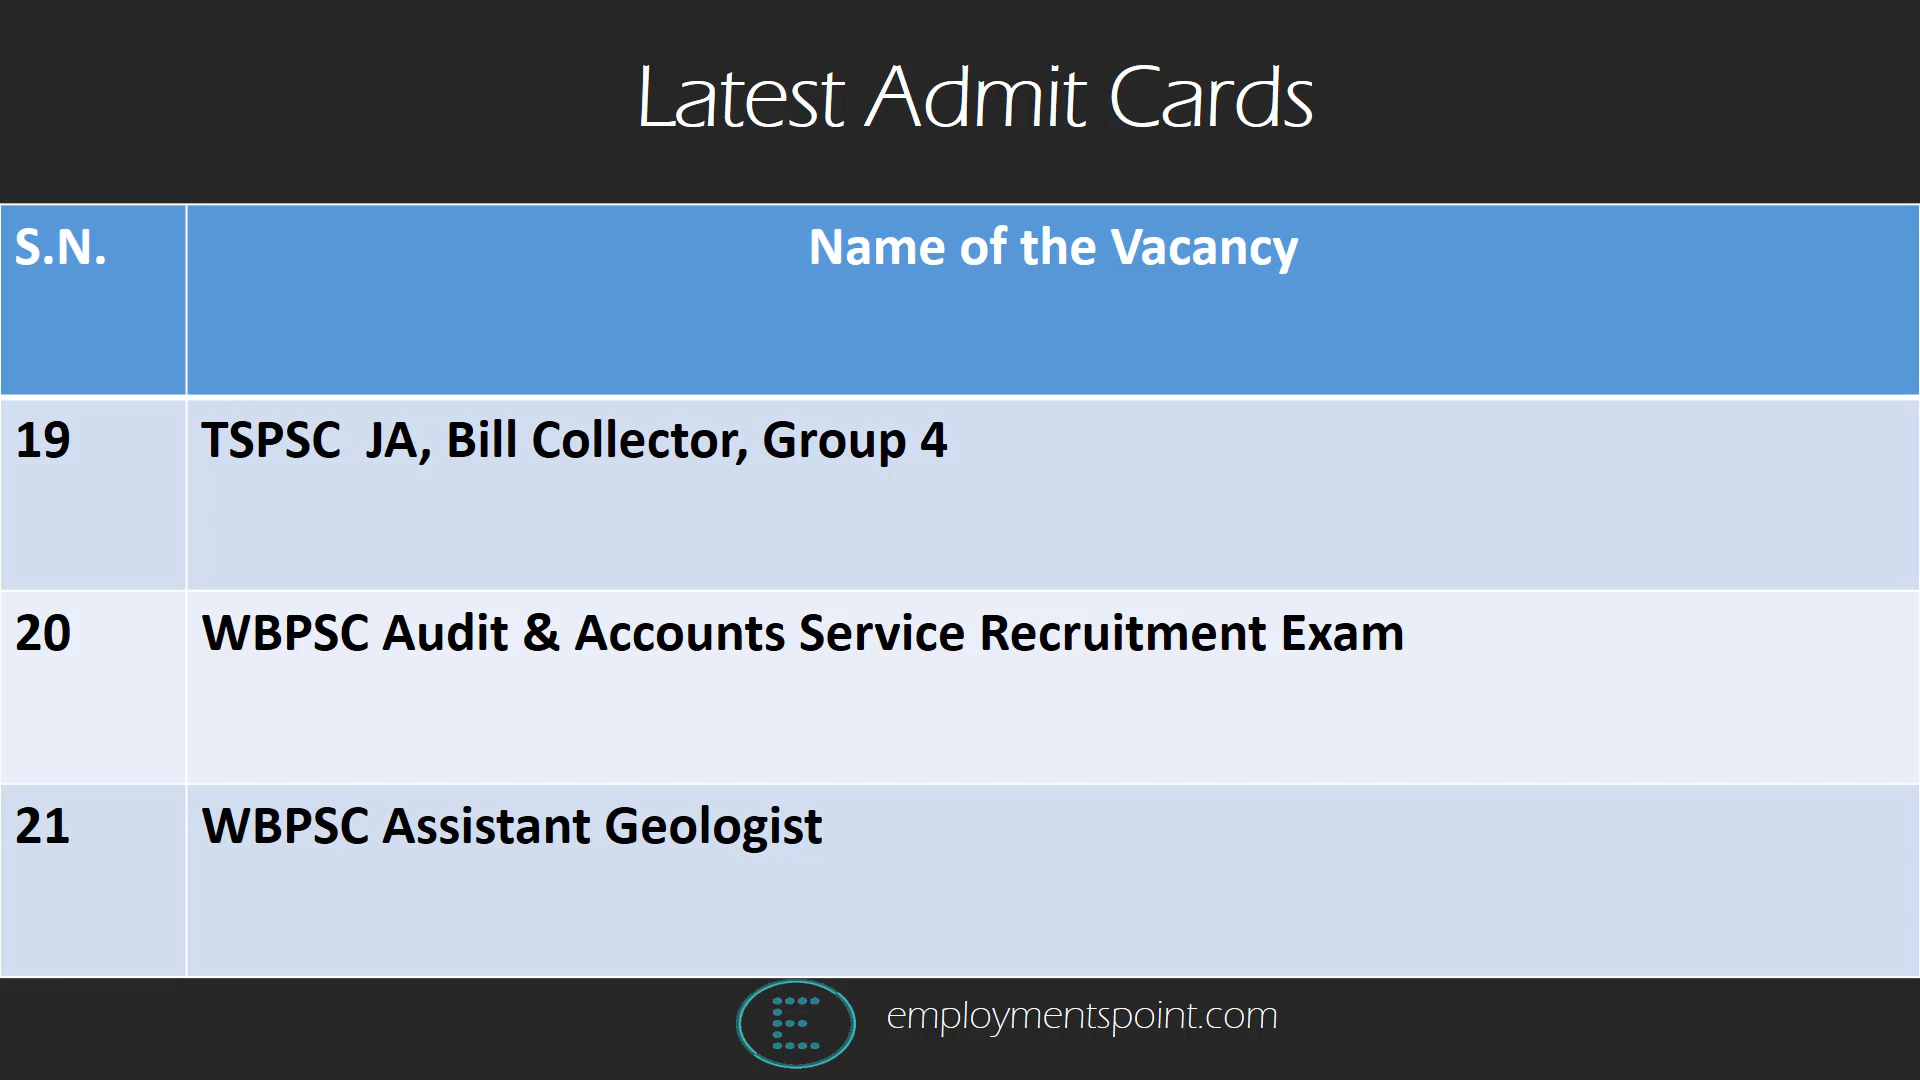 Latest Admit Cards
S.N. Name of the Vacancy
19 TSPSC  JA, Bill Collector, Group 4
20 WBPSC Audit & Accounts Service Recruitment Exam
21 WBPSC Assistant Geologist
E employmentspoint.com